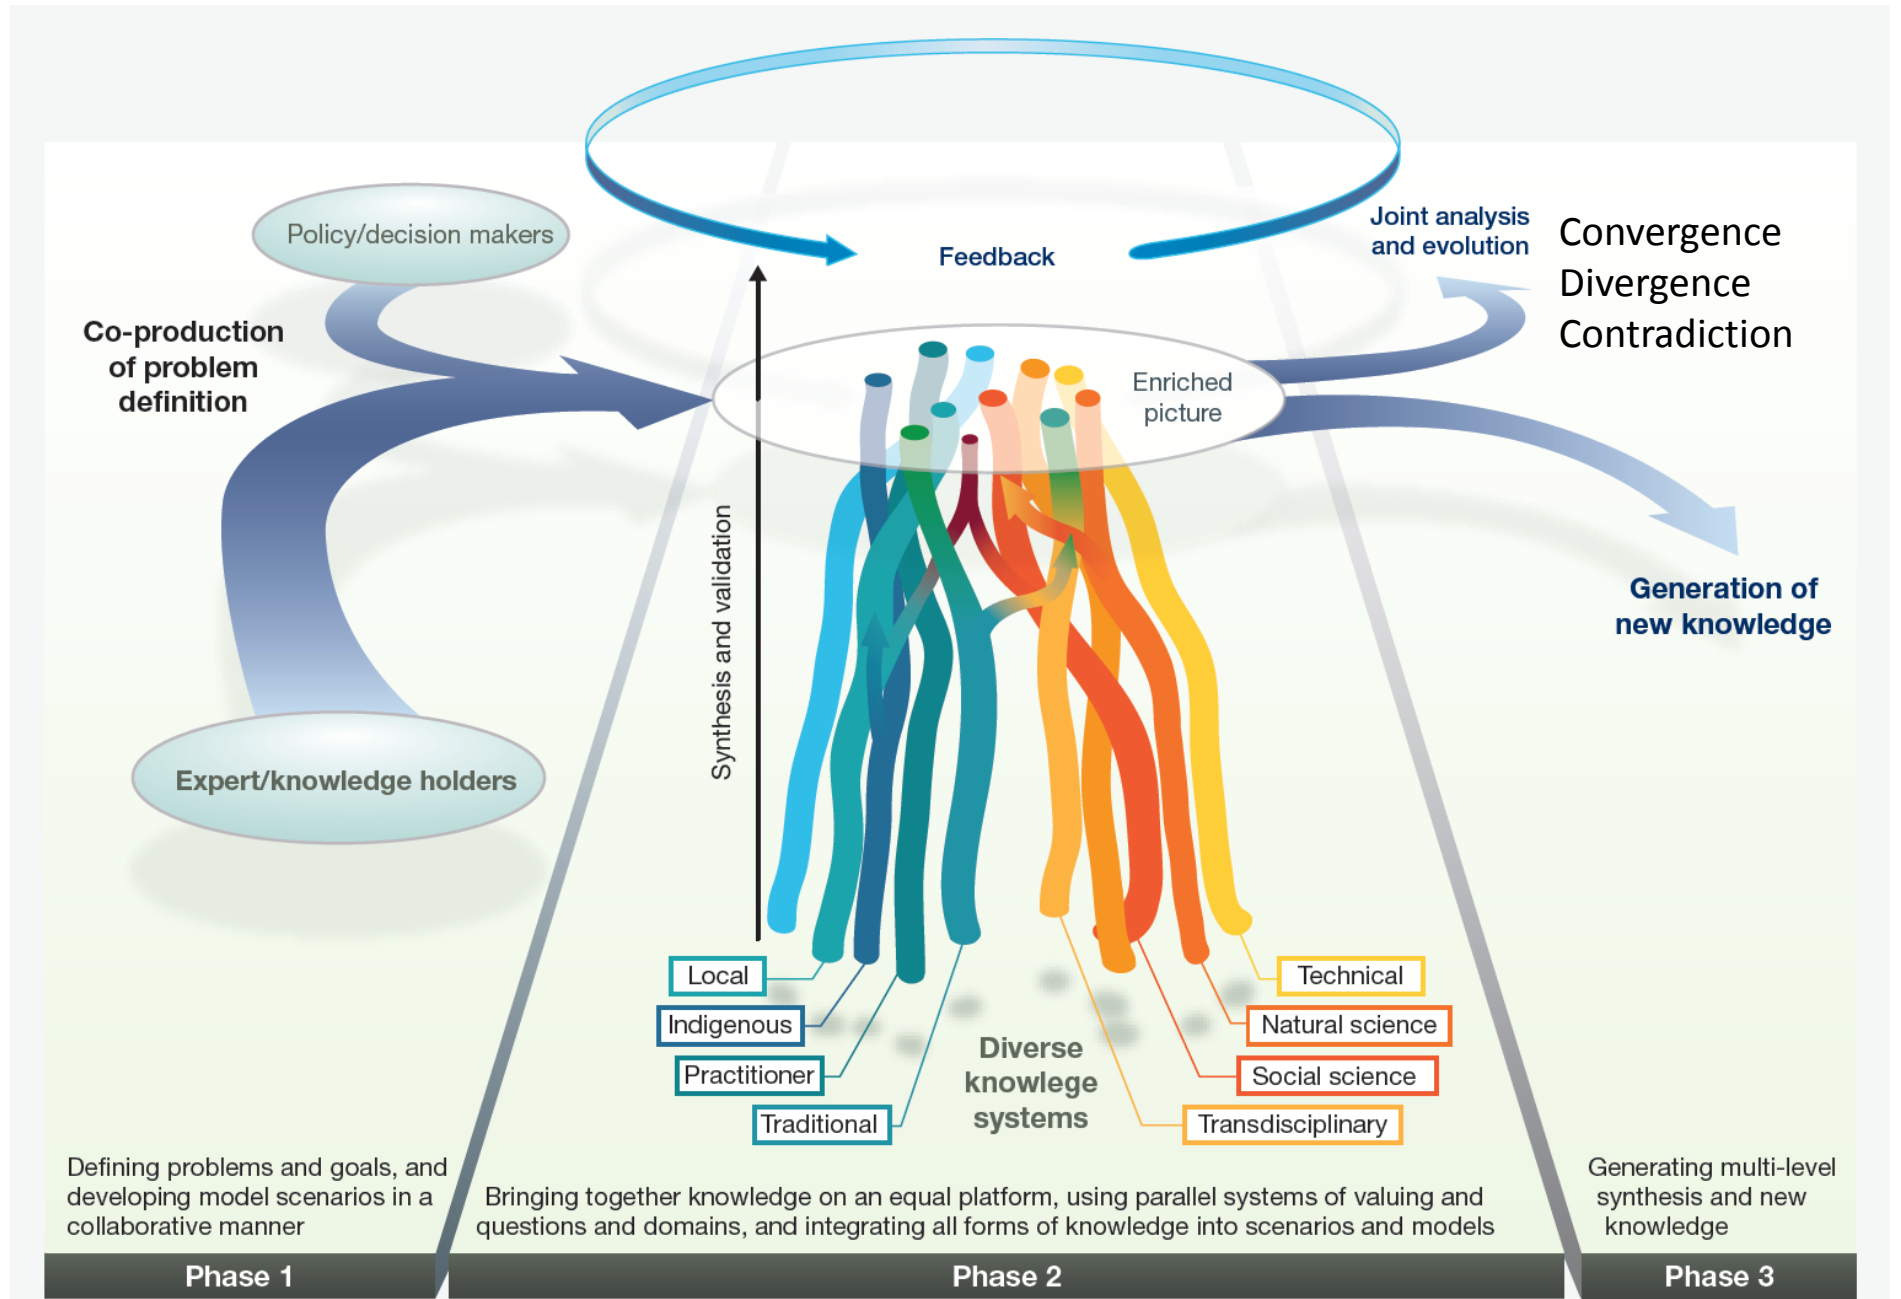 Policy/decision makers
Co-production
of problem
definition
Expert/knowledge holders
Feedback
Joint analysis
and evolution
Convergence
Divergence
Contradiction
Enriched
picture
Synthesis and validation
Generation of
new knowledge
Local
Indigenous
Practitioner
Traditional
Diverse
knowlege
systems
Technical
Natural science
Social science
Transdisciplinary
Defining problems and goals, and
developing model scenarios in a
collaborative manner
Bringing together knowledge on an equal platform, using parallel systems of valuing and
questions and domains, and integrating all forms of knowledge into scenarios and models
Generating multi-level
synthesis and new
knowledge
Phase 1
Phase 2
Phase 3